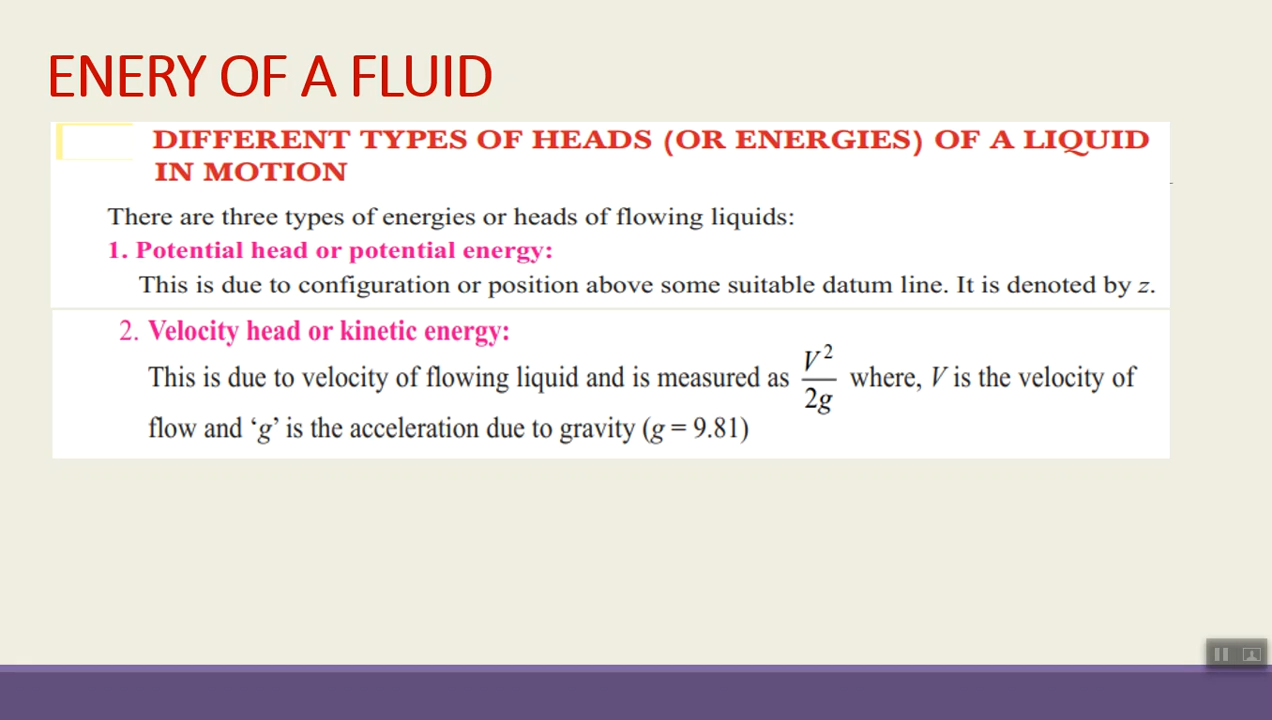 ENERY OF A FLUID
DIFFERENT TYPES OF HEADS (OR ENERGIES) OF A LIQUID
IN MOTION
There are three types of energies or heads of flowing liquids:
1. Potential head or potential energy:
This is due to configuration or position above some suitable datum line. It is denoted by z.
2. Velocity head or kinetic energy:
This is due to velocity of flowing liquid and is measured as V²/2g where, V is the velocity of
flow and ‘g’ is the acceleration due to gravity (g = 9.81)